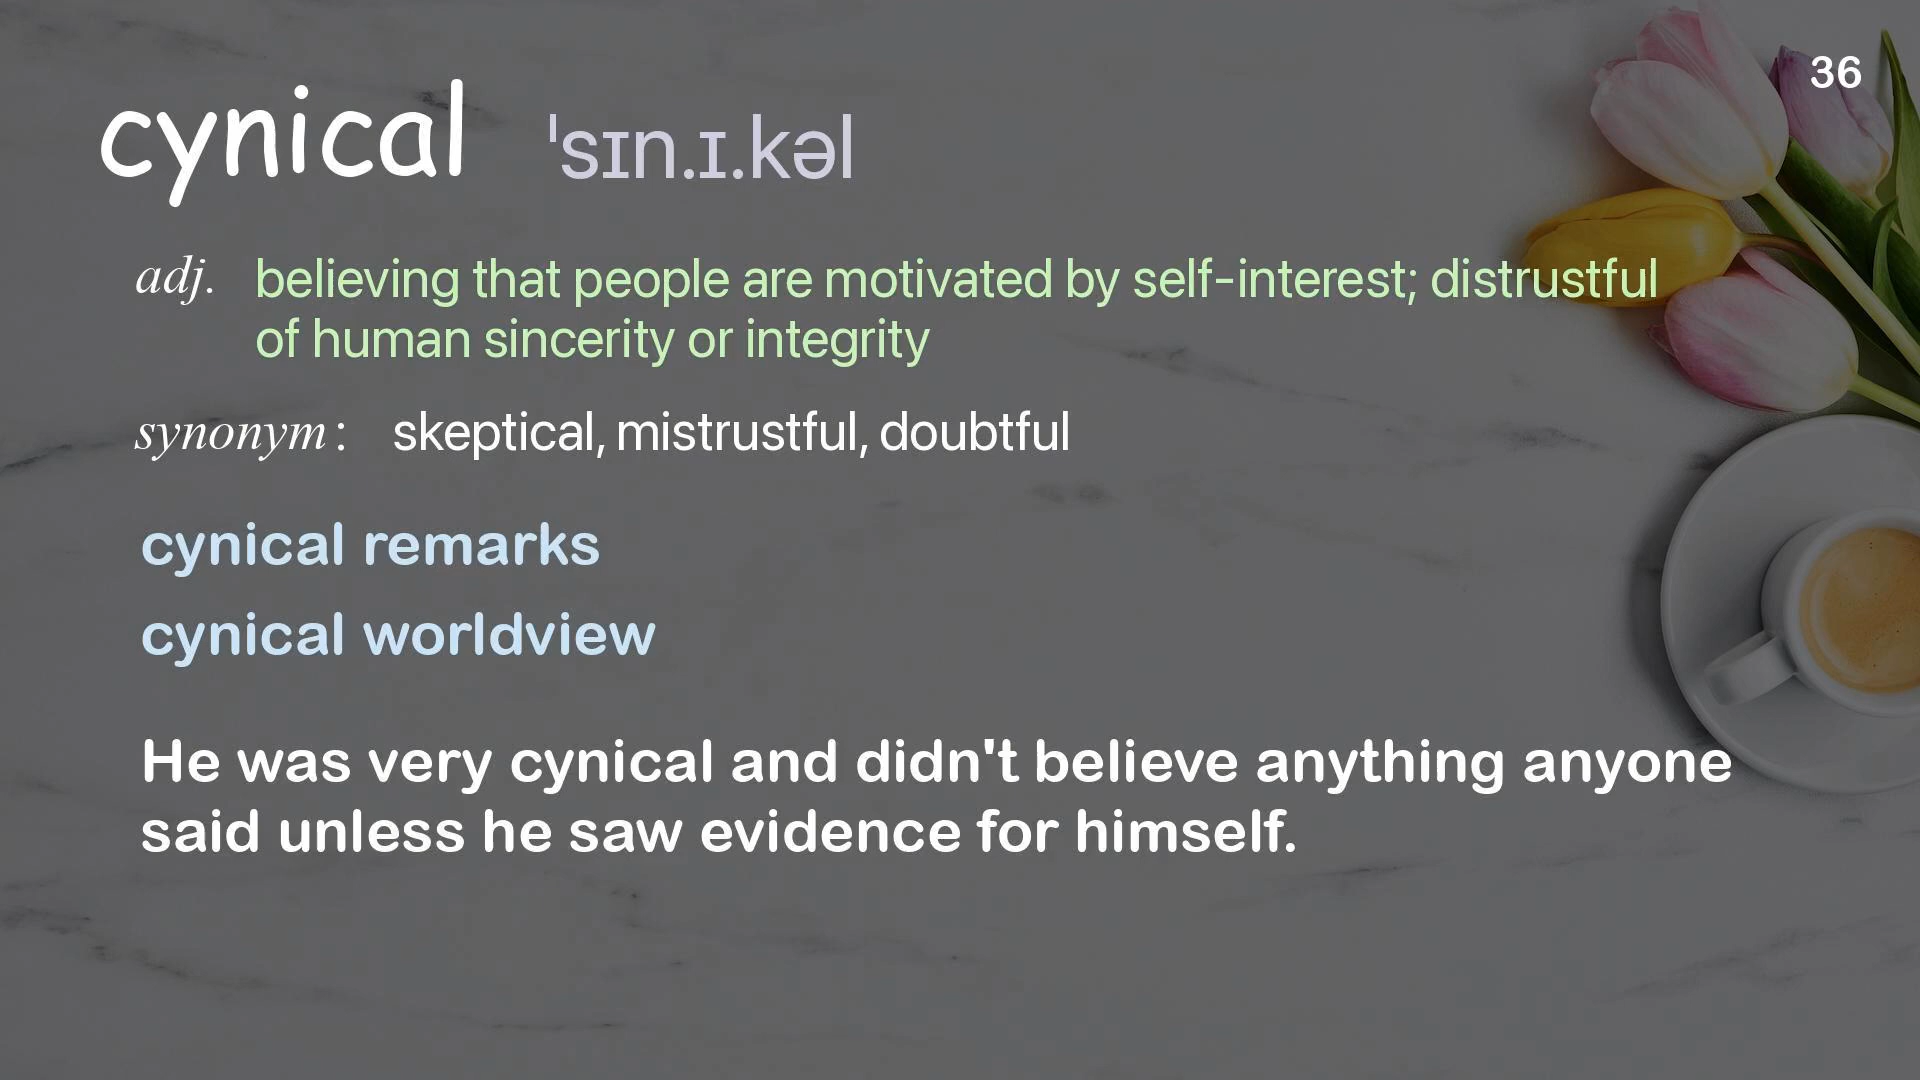 36
cynical ˈsɪn.ɪ.kəl
adj. believing that people are motivated by self-interest; distrustful
of human sincerity or integrity
synonym: skeptical, mistrustful, doubtful
cynical remarks
cynical worldview
He was very cynical and didn't believe anything anyone
said unless he saw evidence for himself.